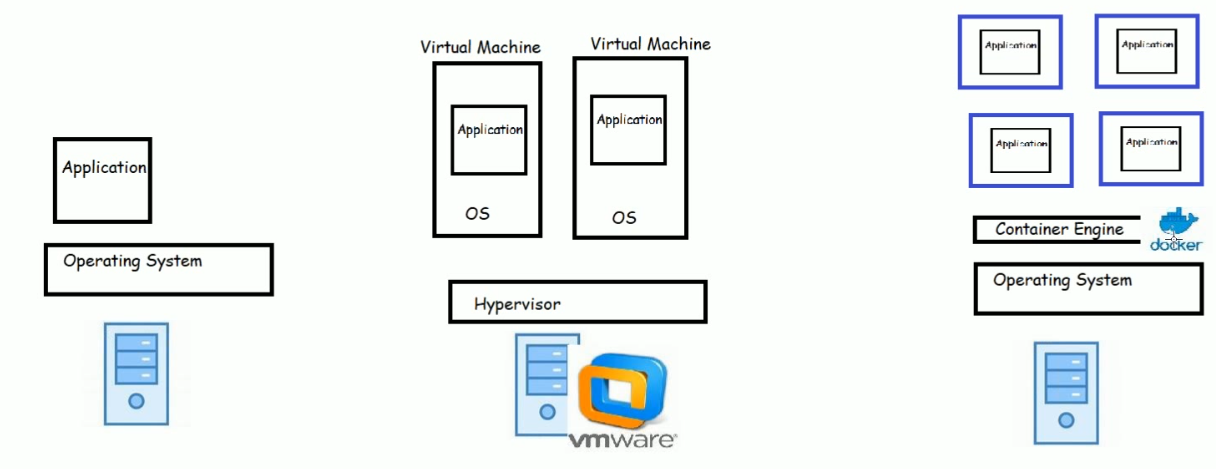 Application
Operating System
Virtual Machine
Virtual Machine
Application
Application
OS
OS
Hypervisor
vmware
Application
Application
Application
Application
Container Engine
docker
Operating System